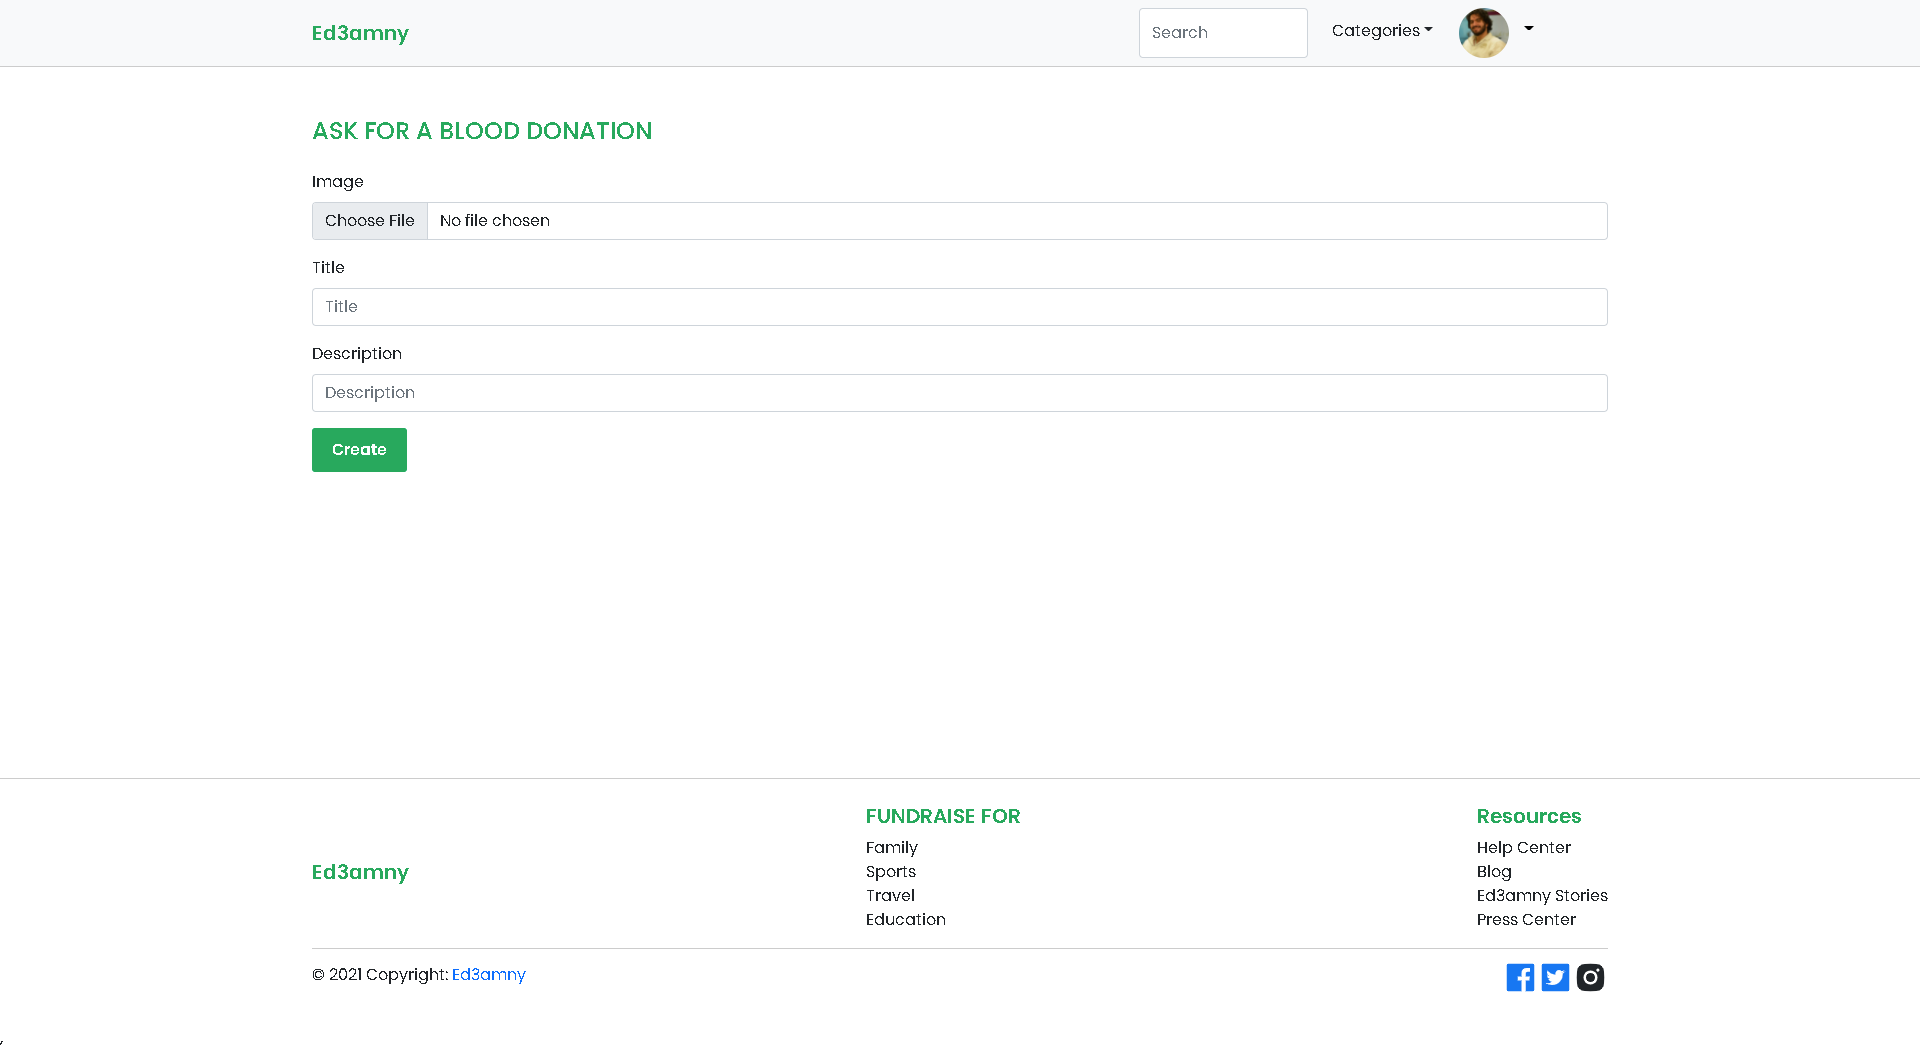 Ed3amny
Search
Categories
ASK FOR A BLOOD DONATION
Image
Choose File No file chosen
Title
Title
Description
Description
Create
Ed3amny
FUNDRAISE FOR
Family
Sports
Travel
Education
Resources
Help Center
Blog
Ed3amny Stories
Press Center
© 2021 Copyright: Ed3amny